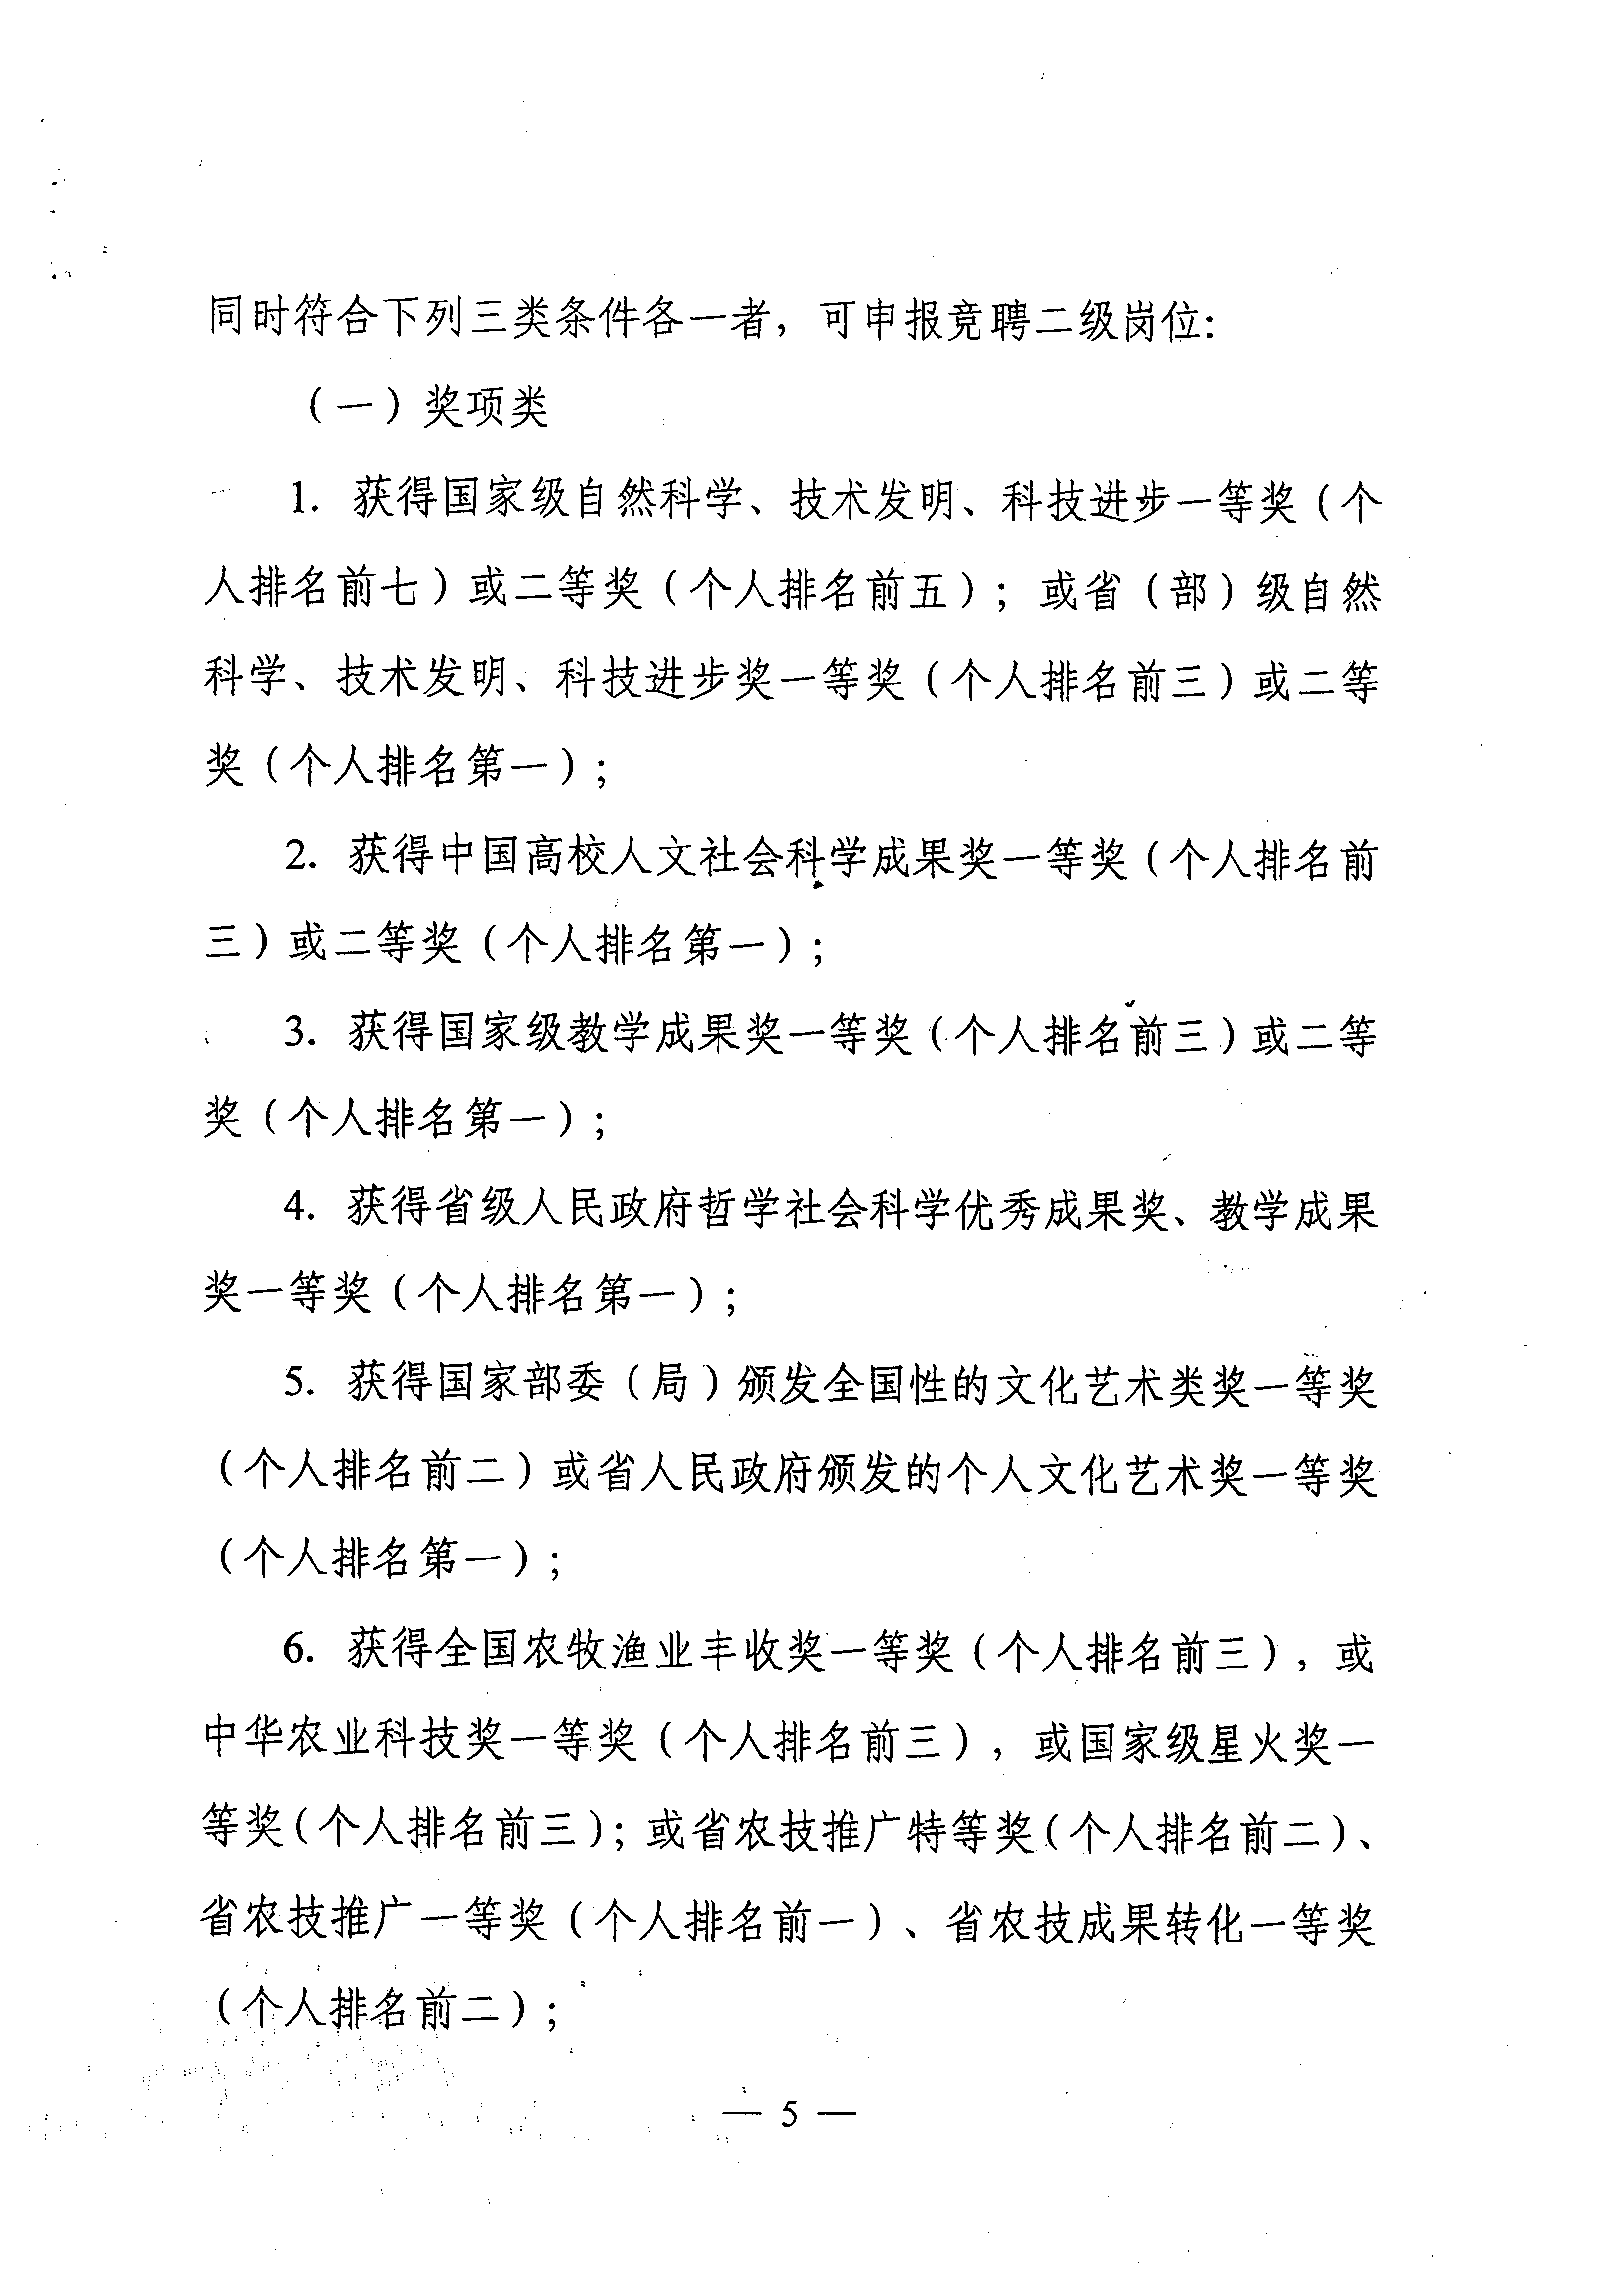 同时符合下列三类条件各一者，可申报竞聘二级岗位:
（一）奖项类
1. 获得国家级自然科学、技术发明、科技进步一等奖（个
人排名前七）或二等奖（个人排名前五）；或省（部）级自然
科学、技术发明、科技进步奖一等奖（个人排名前三）或二等
奖（个人排名第一）；
2. 获得中国高校人文社会科学成果奖一等奖（个人排名前
三）或二等奖（个人排名第一）；
3. 获得国家级教学成果奖一等奖（个人排名前三）或二等
奖（个人排名第一）；
4. 获得省级人民政府哲学社会科学优秀成果奖、教学成果
奖一等奖（个人排名第一）；
5. 获得国家部委（局）颁发全国性的文化艺术类奖一等奖
（个人排名前二）或省人民政府颁发的个人文化艺术奖一等奖
（个人排名第一）；
6. 获得全国农牧渔业丰收奖一等奖（个人排名前三），或
中华农业科技奖一等奖（个人排名前三），或国家级星火奖一
等奖（个人排名前三）；或省农技推广特等奖（个人排名前二）、
省农技推广一等奖（个人排名前一）、省农技成果转化一等奖
（个人排名前二）；
— 5 —